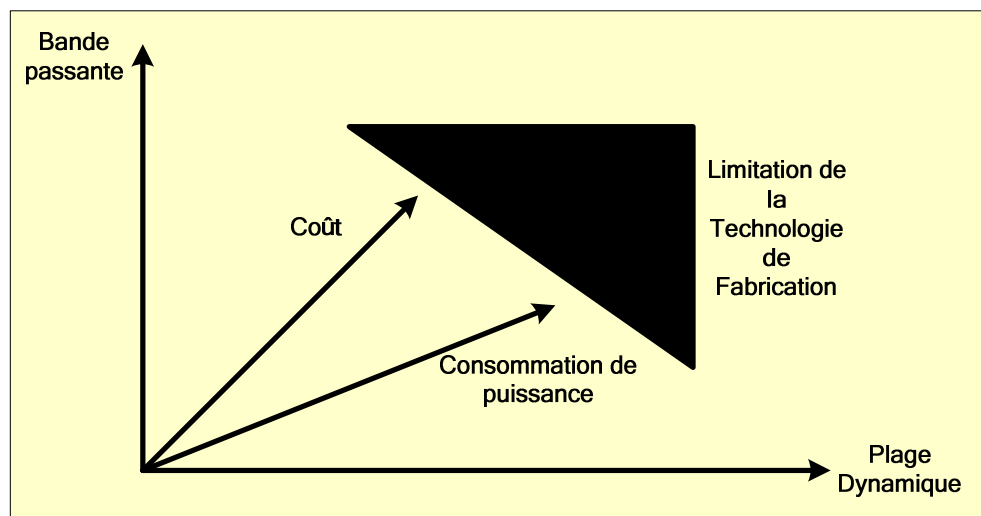 Bande
passante
Coût
Limitation de
la
Technologie
de
Fabrication
Consommation de
puissance
Plage
Dynamique